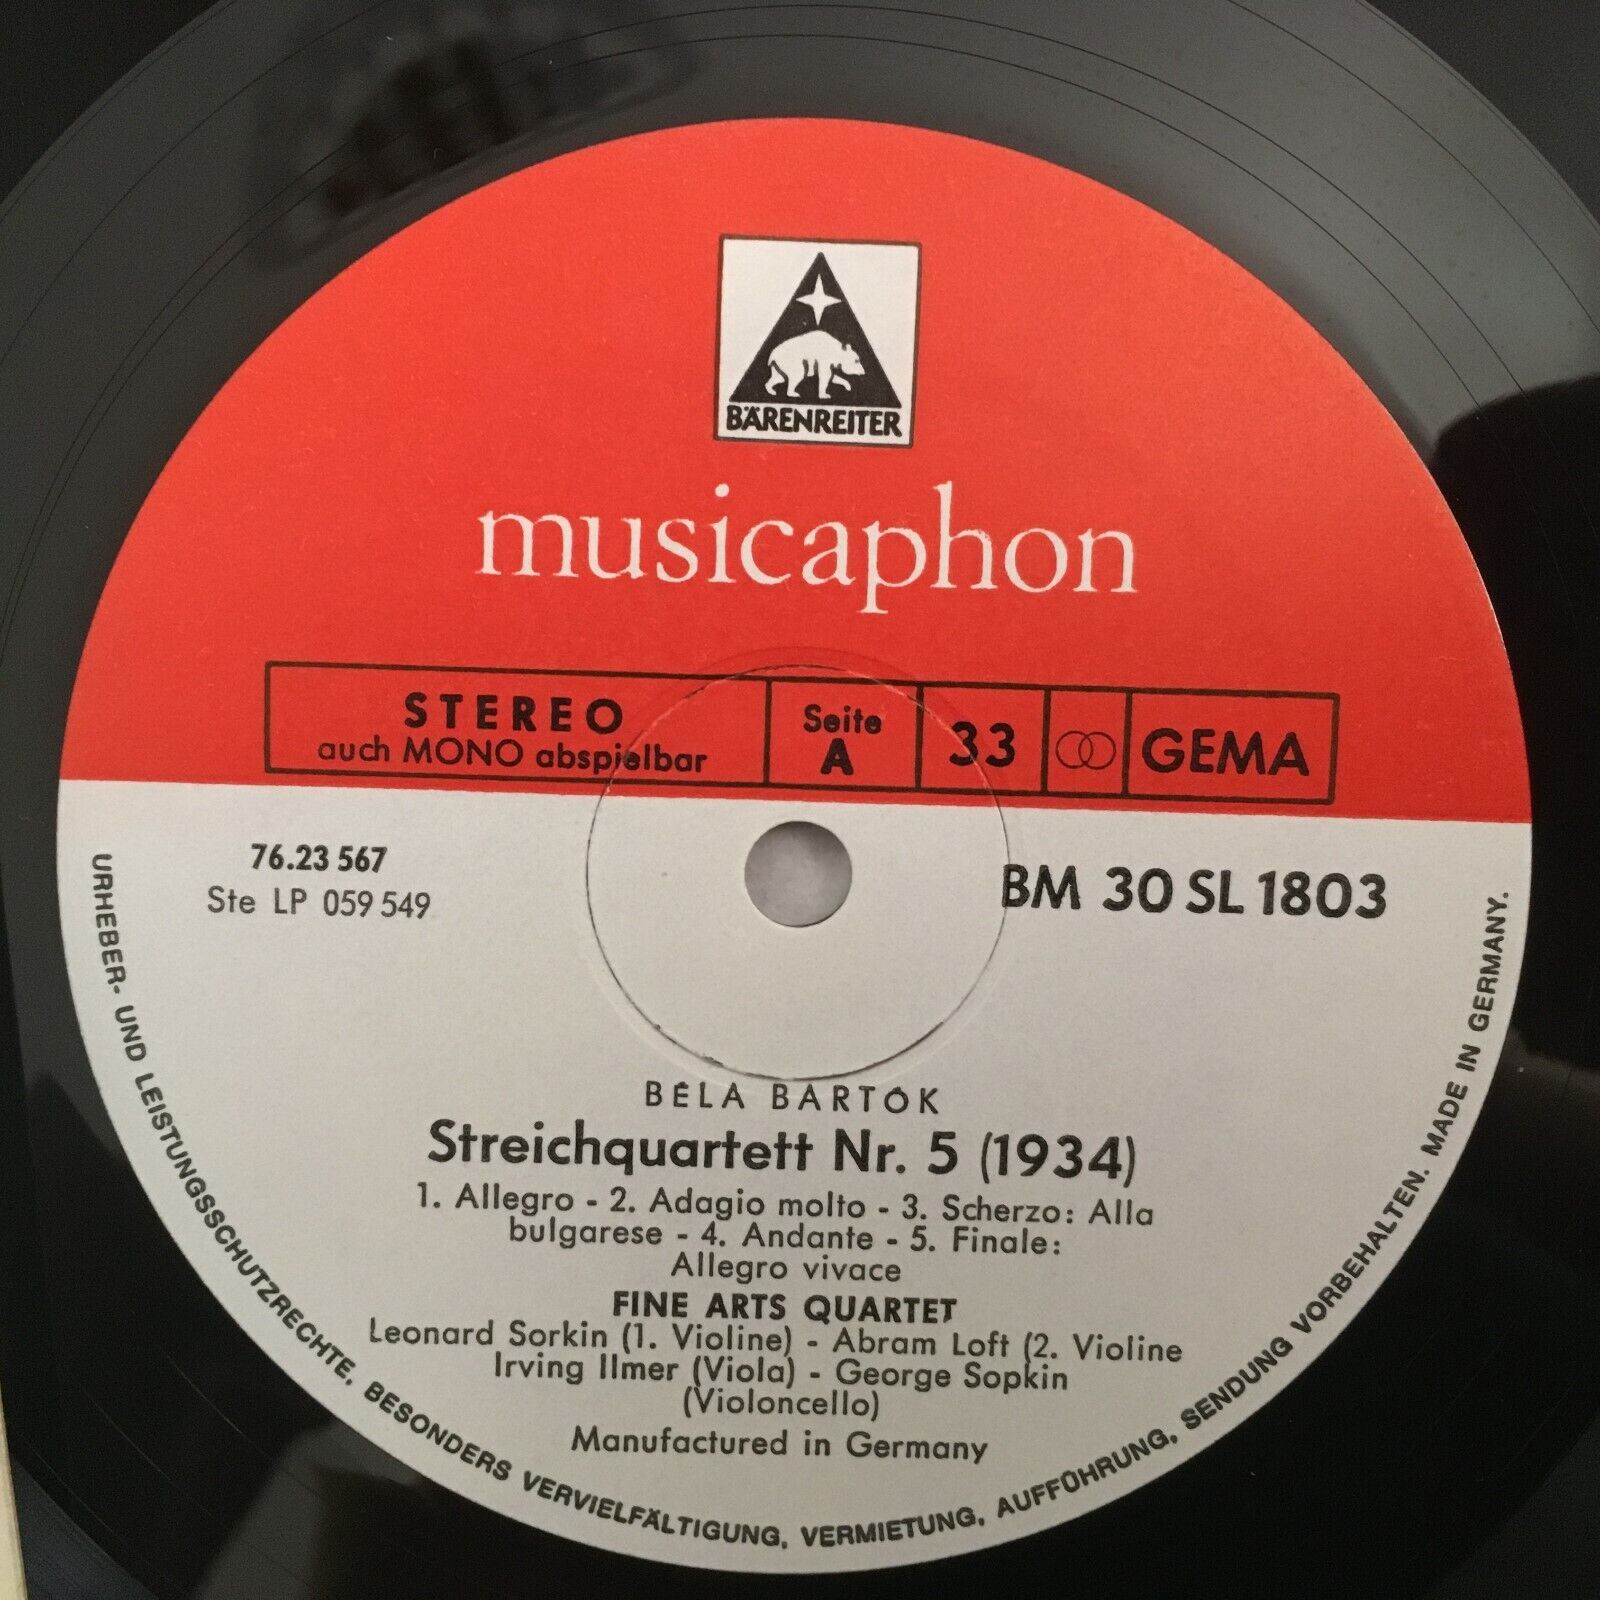 BÄRENREITER
musicaphon
STEREO
auch MONO abspielbar
Seite
A
33
GEMA
76.23 567
Ste LP 059 549
BM 30 SL 1803
BÉLA BARTÓK
Streichquartett Nr. 5 (1934)
1. Allegro - 2. Adagio molto - 3. Scherzo: Alla
bulgarese - 4. Andante - 5. Finale:
Allegro vivace
FINE ARTS QUARTET
Leonard Sorkin (1. Violine) - Abram Loft (2. Violine
Irving Ilmer (Viola) - George Sopkin
(Violoncello)
Manufactured in Germany
URHEBER- UND LEISTUNGSSCHUTZRECHTE, BESONDERS VERVIELFÄLTIGUNG, VERMIETUNG, AUFFÜHRUNG, SENDUNG VORBEHALTEN. MADE IN GERMANY.